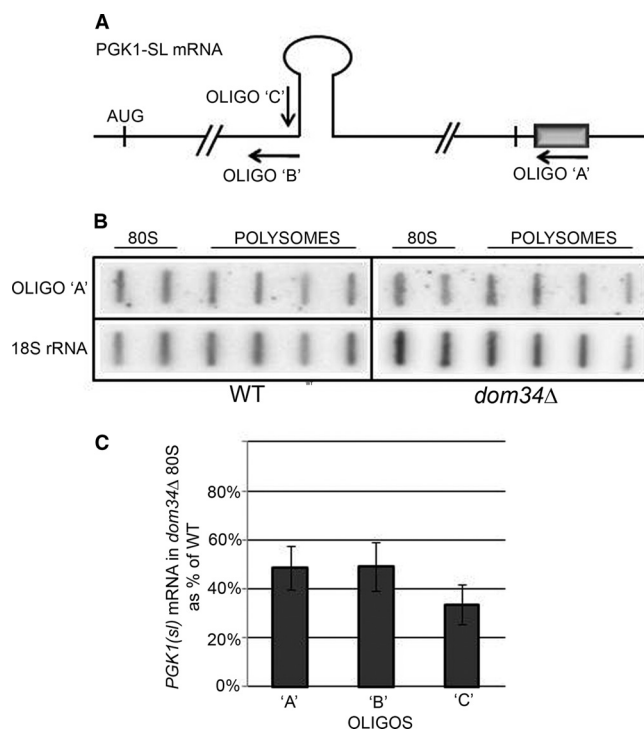 A
PGK1-SL mRNA
OLIGO ‘C’
AUG
OLIGO ‘B’
OLIGO ‘A’
B
80S POLYSOMES 80S POLYSOMES
OLIGO ‘A’
18S rRNA
WT WT dom34Δ
C
PGK1(sl) mRNA in dom34Δ 80S
as % of WT
80%
60%
40%
20%
0%
‘A’ ‘B’ ‘C’
OLIGOS